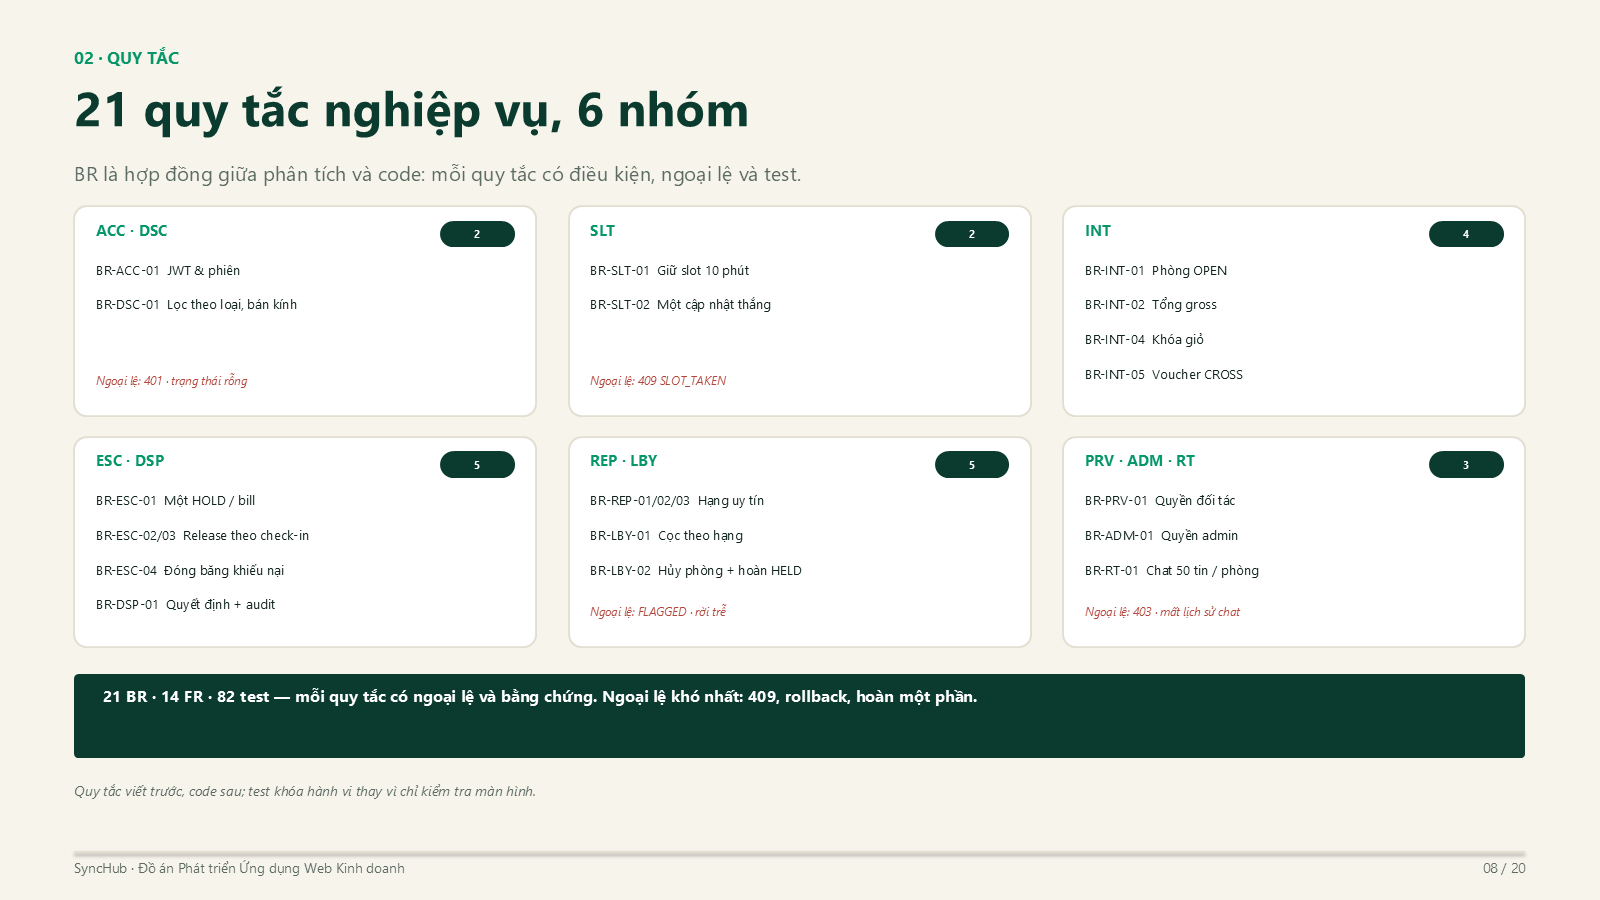 02 · QUY TẮC
21 quy tắc nghiệp vụ, 6 nhóm
BR là hợp đồng giữa phân tích và code: mỗi quy tắc có điều kiện, ngoại lệ và test.
ACC · DSC
2
BR-ACC-01 JWT & phiên
BR-DSC-01 Lọc theo loại, bán kính
Ngoại lệ: 401 · trạng thái rỗng
SLT
2
BR-SLT-01 Giữ slot 10 phút
BR-SLT-02 Một cập nhật thắng
Ngoại lệ: 409 SLOT_TAKEN
INT
4
BR-INT-01 Phòng OPEN
BR-INT-02 Tổng gross
BR-INT-04 Khóa giỏ
BR-INT-05 Voucher CROSS
ESC · DSP
5
BR-ESC-01 Một HOLD / bill
BR-ESC-02/03 Release theo check-in
BR-ESC-04 Đóng băng khiếu nại
BR-DSP-01 Quyết định + audit
REP · LBY
5
BR-REP-01/02/03 Hạng uy tín
BR-LBY-01 Cọc theo hạng
BR-LBY-02 Hủy phòng + hoàn HELD
Ngoại lệ: FLAGGED · rời trễ
PRV · ADM · RT
3
BR-PRV-01 Quyền đối tác
BR-ADM-01 Quyền admin
BR-RT-01 Chat 50 tin / phòng
Ngoại lệ: 403 · mất lịch sử chat
21 BR · 14 FR · 82 test — mỗi quy tắc có ngoại lệ và bằng chứng. Ngoại lệ khó nhất: 409, rollback, hoàn một phần.
Quy tắc viết trước, code sau; test khóa hành vi thay vì chỉ kiểm tra màn hình.
SyncHub · Đồ án Phát triển Ứng dụng Web Kinh doanh
08 / 20